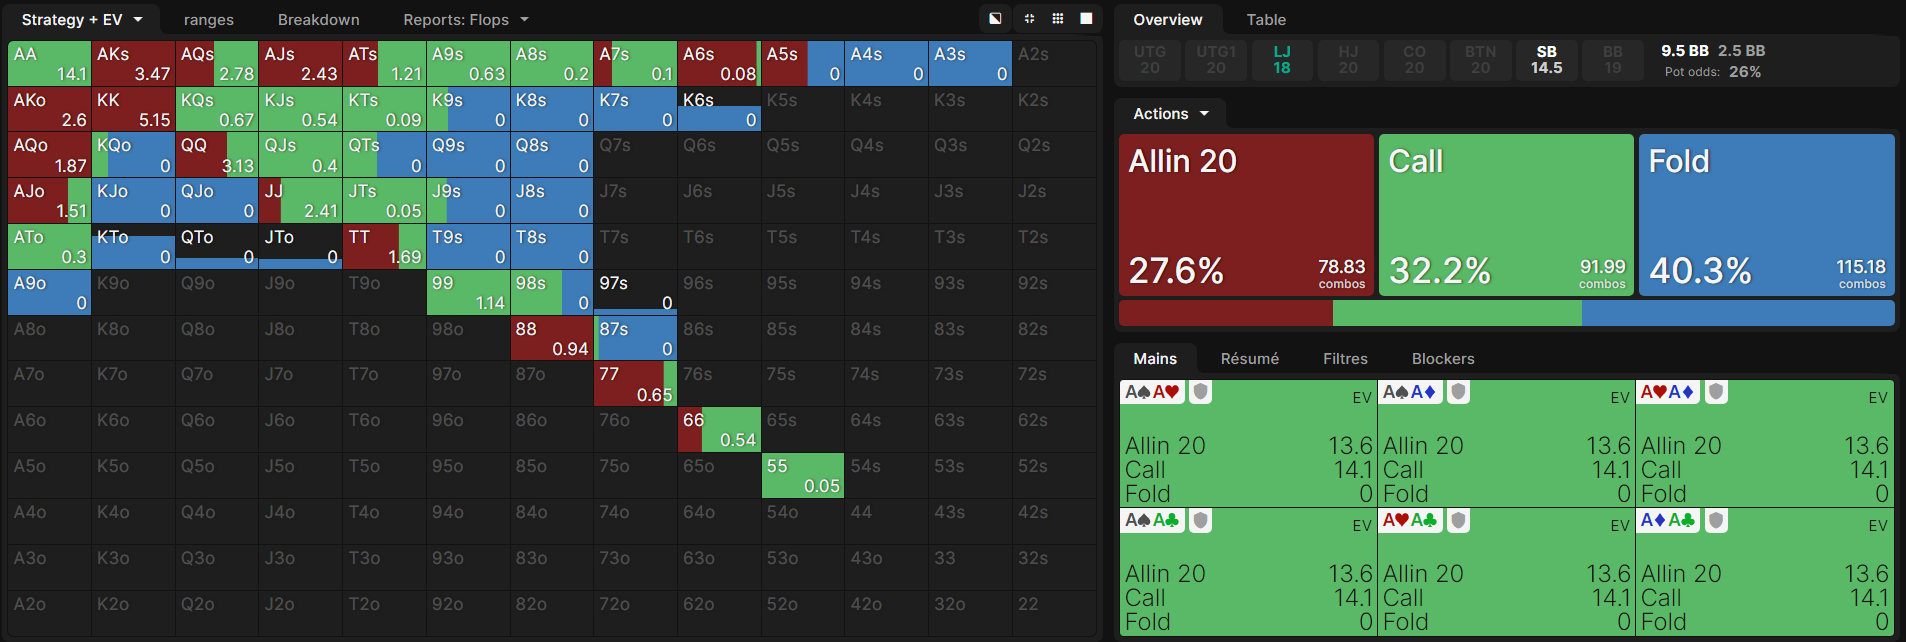 Strategy + EV ranges Breakdown Reports: Flops
AA 14.1 AKs 3.47 AQs 2.78 AJs 2.43 ATs 1.21 A9s 0.63 A8s 0.2 A7s 0.1 A6s 0.08 A5s 0 A4s 0 A3s 0 A2s
AKo 2.6 KK 5.15 KQs 0.67 KJs 0.54 KTs 0.09 K9s 0 K8s 0 K7s 0 K6s 0 K5s K4s K3s K2s
AQo 1.87 KQo 0 QQ 3.13 QJs 0.4 QTs 0 Q9s 0 Q8s 0 Q7s Q6s Q5s Q4s Q3s Q2s
AJo 1.51 KJo 0 QJo 0 JJ 2.41 JTs 0.05 J9s 0 J8s 0 J7s J6s J5s J4s J3s J2s
ATo 0.3 KTo 0 QTo 0 JTo 0 TT 1.69 T9s 0 T8s 0 T7s T6s T5s T4s T3s T2s
A9o 0 K9o Q9o J9o T9o 99 1.14 98s 0 97s 0 96s 95s 94s 93s 92s
A8o K8o Q8o J8o T8o 98o 88 0.94 87s 0 86s 85s 84s 83s 82s
A7o K7o Q7o J7o T7o 97o 87o 77 0.65 76s 75s 74s 73s 72s
A6o K6o Q6o J6o T6o 96o 86o 76o 66 0.54 65s 64s 63s 62s
A5o K5o Q5o J5o T5o 95o 85o 75o 65o 55 0.05 54s 53s 52s
A4o K4o Q4o J4o T4o 94o 84o 74o 64o 54o 44 43s 42s
A3o K3o Q3o J3o T3o 93o 83o 73o 63o 53o 43o 33 32s
A2o K2o Q2o J2o T2o 92o 82o 72o 62o 52o 42o 32o 22
Overview Table
UTG UTG1 LJ HJ CO BTN SB BB 9.5 BB 2.5 BB
20 20 18 20 20 20 14.5 19 Pot odds: 26%
Actions
Allin 20 Call Fold
27.6% 78.83 combos 32.2% 91.99 combos 40.3% 115.18 combos
Mains Résumé Filtres Blockers
A♠A♥ EV A♠A♦ EV A♥A♦ EV
Allin 20 13.6 Allin 20 13.6 Allin 20 13.6
Call 14.1 Call 14.1 Call 14.1
Fold 0 Fold 0 Fold 0
A♠A♣ EV A♥A♣ EV A♦A♣ EV
Allin 20 13.6 Allin 20 13.6 Allin 20 13.6
Call 14.1 Call 14.1 Call 14.1
Fold 0 Fold 0 Fold 0